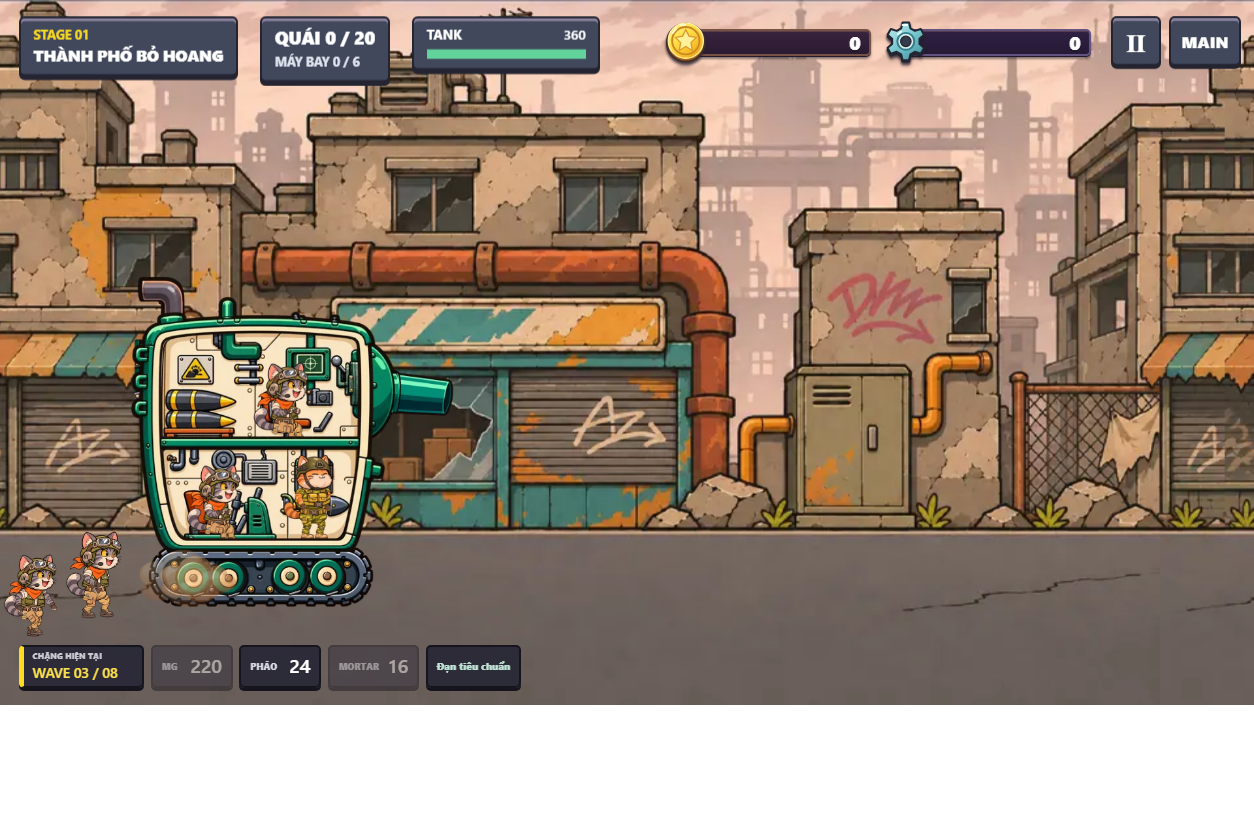 STAGE 01
THÀNH PHỐ BỎ HOANG
QUÁI 0 / 20
MÁY BAY 0 / 6
TANK 360
0
0
II
MAIN
CHẶNG HIỆN TẠI
WAVE 03 / 08
MG 220
PHÁO 24
MORTAR 16
Đạn tiêu chuẩn